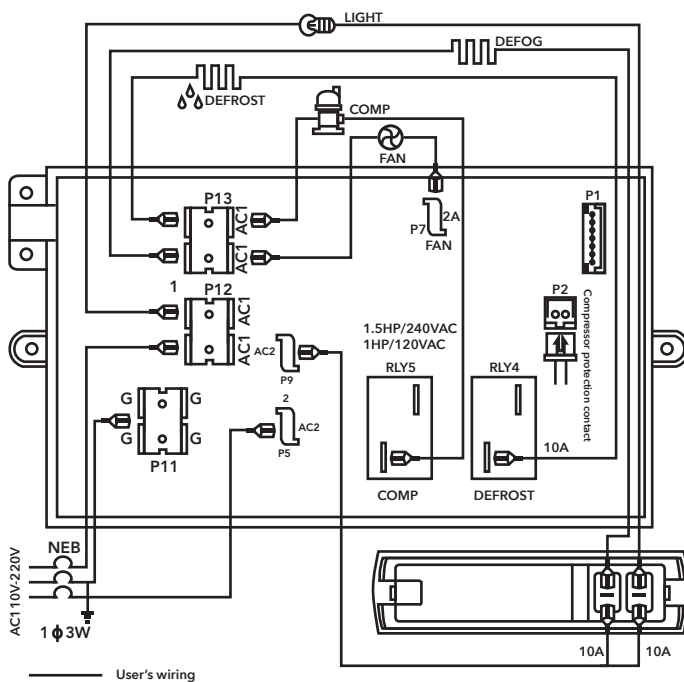 LIGHT
DEFOG
DEFROST
COMP
FAN
P13
AC1
AC1
P7
2A
FAN
P1
1
P12
AC1
AC1
P2
Compressor protection contact
1.5HP/240VAC
1HP/120VAC
AC2
P9
RLY5
RLY4
G
G
G
G
P11
2
AC2
P5
10A
COMP
DEFROST
AC110V-220V
NEB
1 ϕ 3W
10A
10A
User's wiring